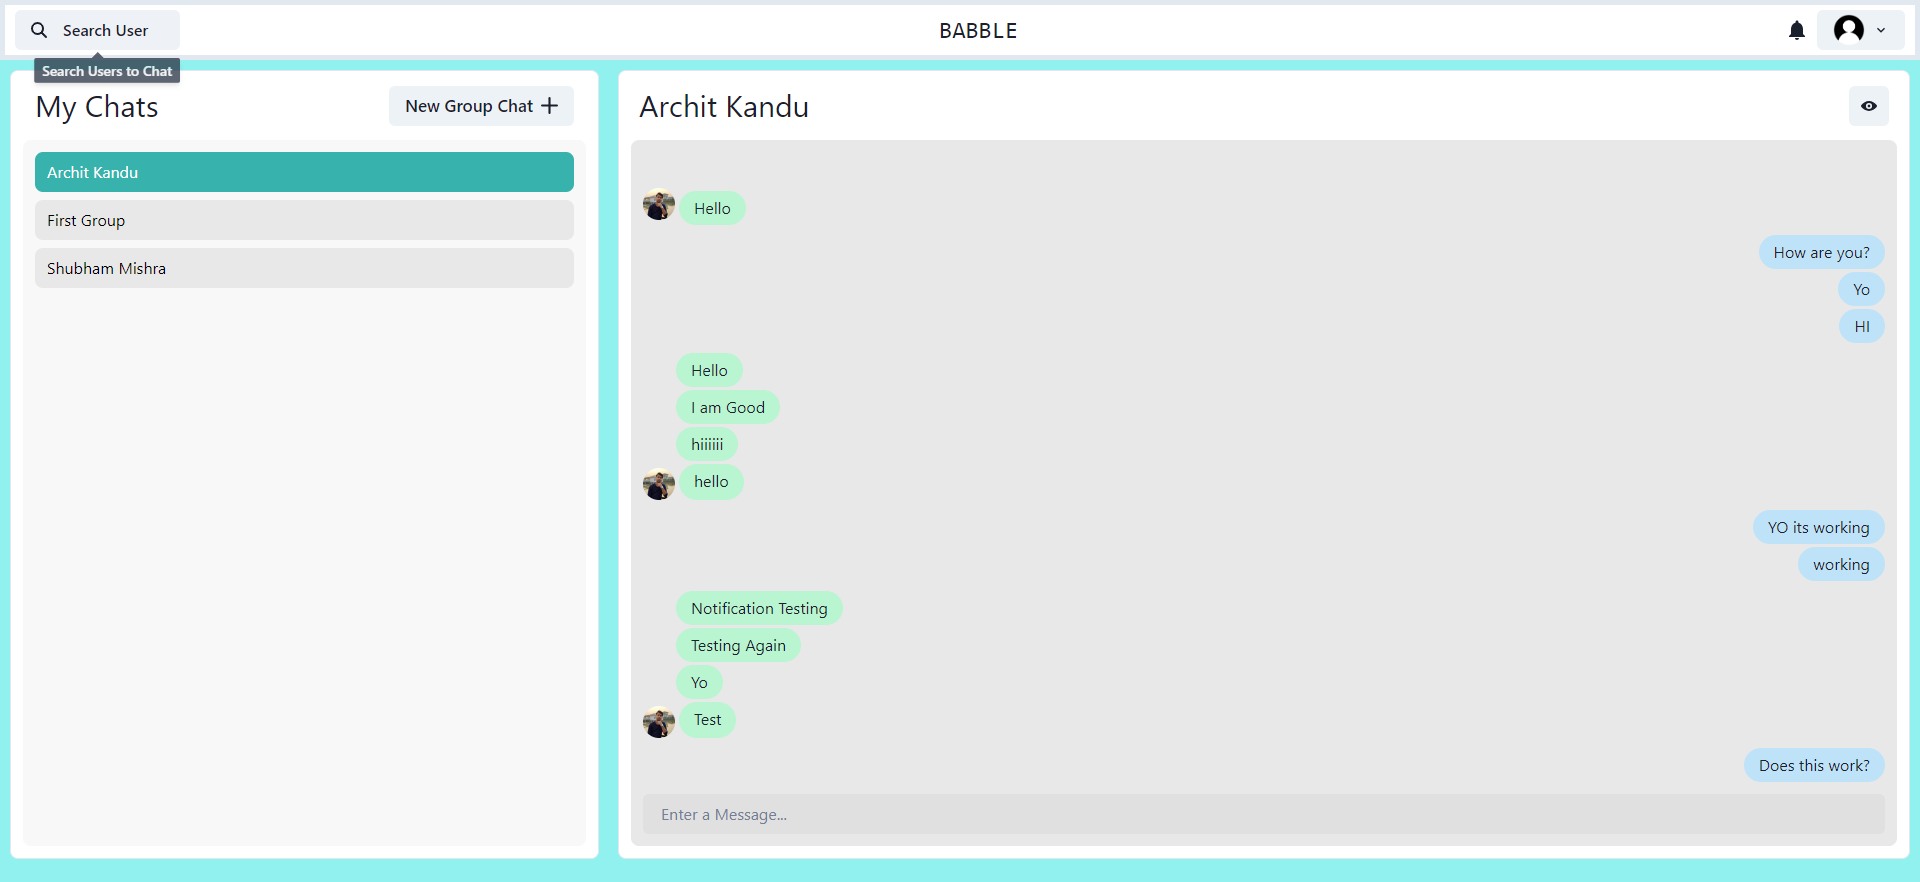 Search User
BABBLE
Search Users to Chat
My Chats
New Group Chat
Archit Kandu
First Group
Shubham Mishra
Archit Kandu
Hello
How are you?
Yo
HI
Hello
I am Good
hiiiiii
hello
YO its working
working
Notification Testing
Testing Again
Yo
Test
Does this work?
Enter a Message...